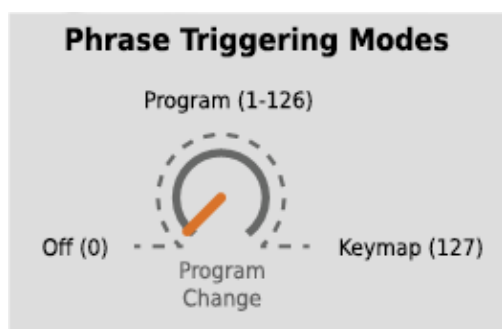 Phrase Triggering Modes
Program (1-126)
Off (0)
Keymap (127)
Program
Change